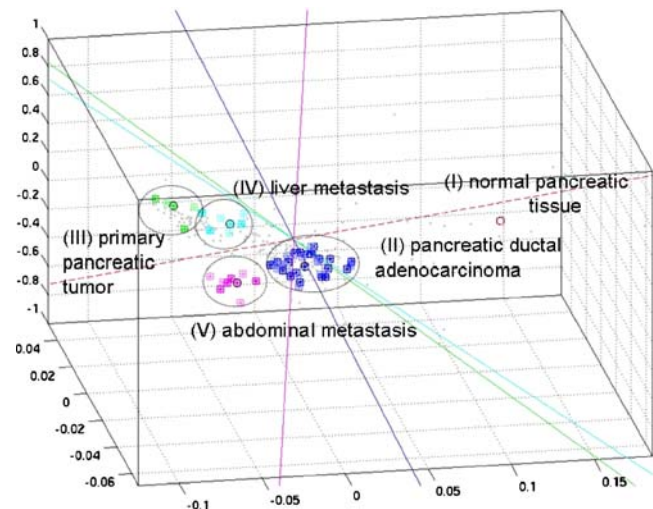 1
0.8
0.6
0.4
0.2
0
-0.2
-0.4
-0.6
-0.8
-1
(IV) liver metastasis
(I) normal pancreatic
tissue
(III) primary
pancreatic
tumor
(II) pancreatic ductal
adenocarcinoma
(V) abdominal metastasis
0.04
0.02
0
-0.02
-0.04
-0.06
-0.1
-0.05
0
0.05
0.1
0.15